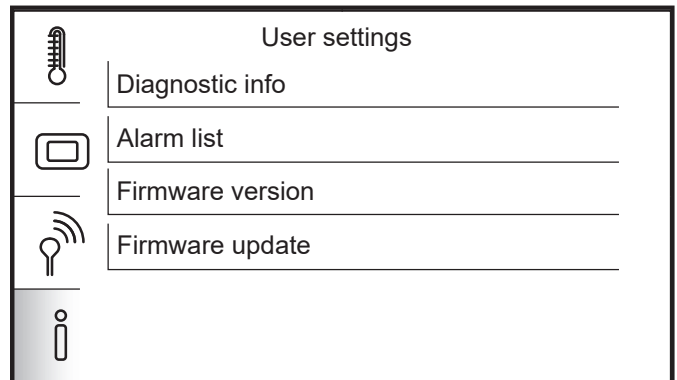 User settings
Diagnostic info
Alarm list
Firmware version
Firmware update